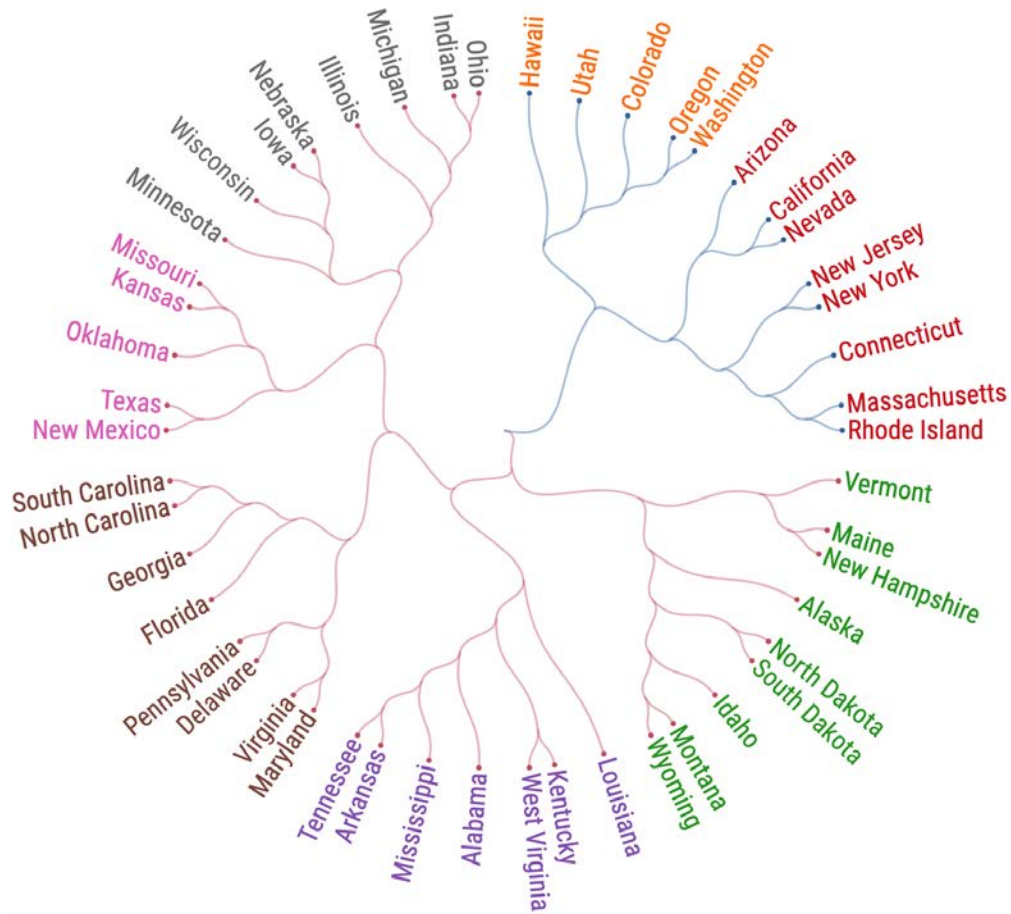 Hawaii
Utah
Colorado
Oregon
Washington
Arizona
California
Nevada
New Jersey
New York
Connecticut
Massachusetts
Rhode Island
Vermont
Maine
New Hampshire
Alaska
North Dakota
South Dakota
Idaho
Montana
Wyoming
Louisiana
Kentucky
West Virginia
Alabama
Mississippi
Arkansas
Tennessee
Maryland
Virginia
Delaware
Pennsylvania
Florida
Georgia
North Carolina
South Carolina
New Mexico
Texas
Oklahoma
Kansas
Missouri
Minnesota
Wisconsin
Iowa
Nebraska
Illinois
Michigan
Indiana
Ohio